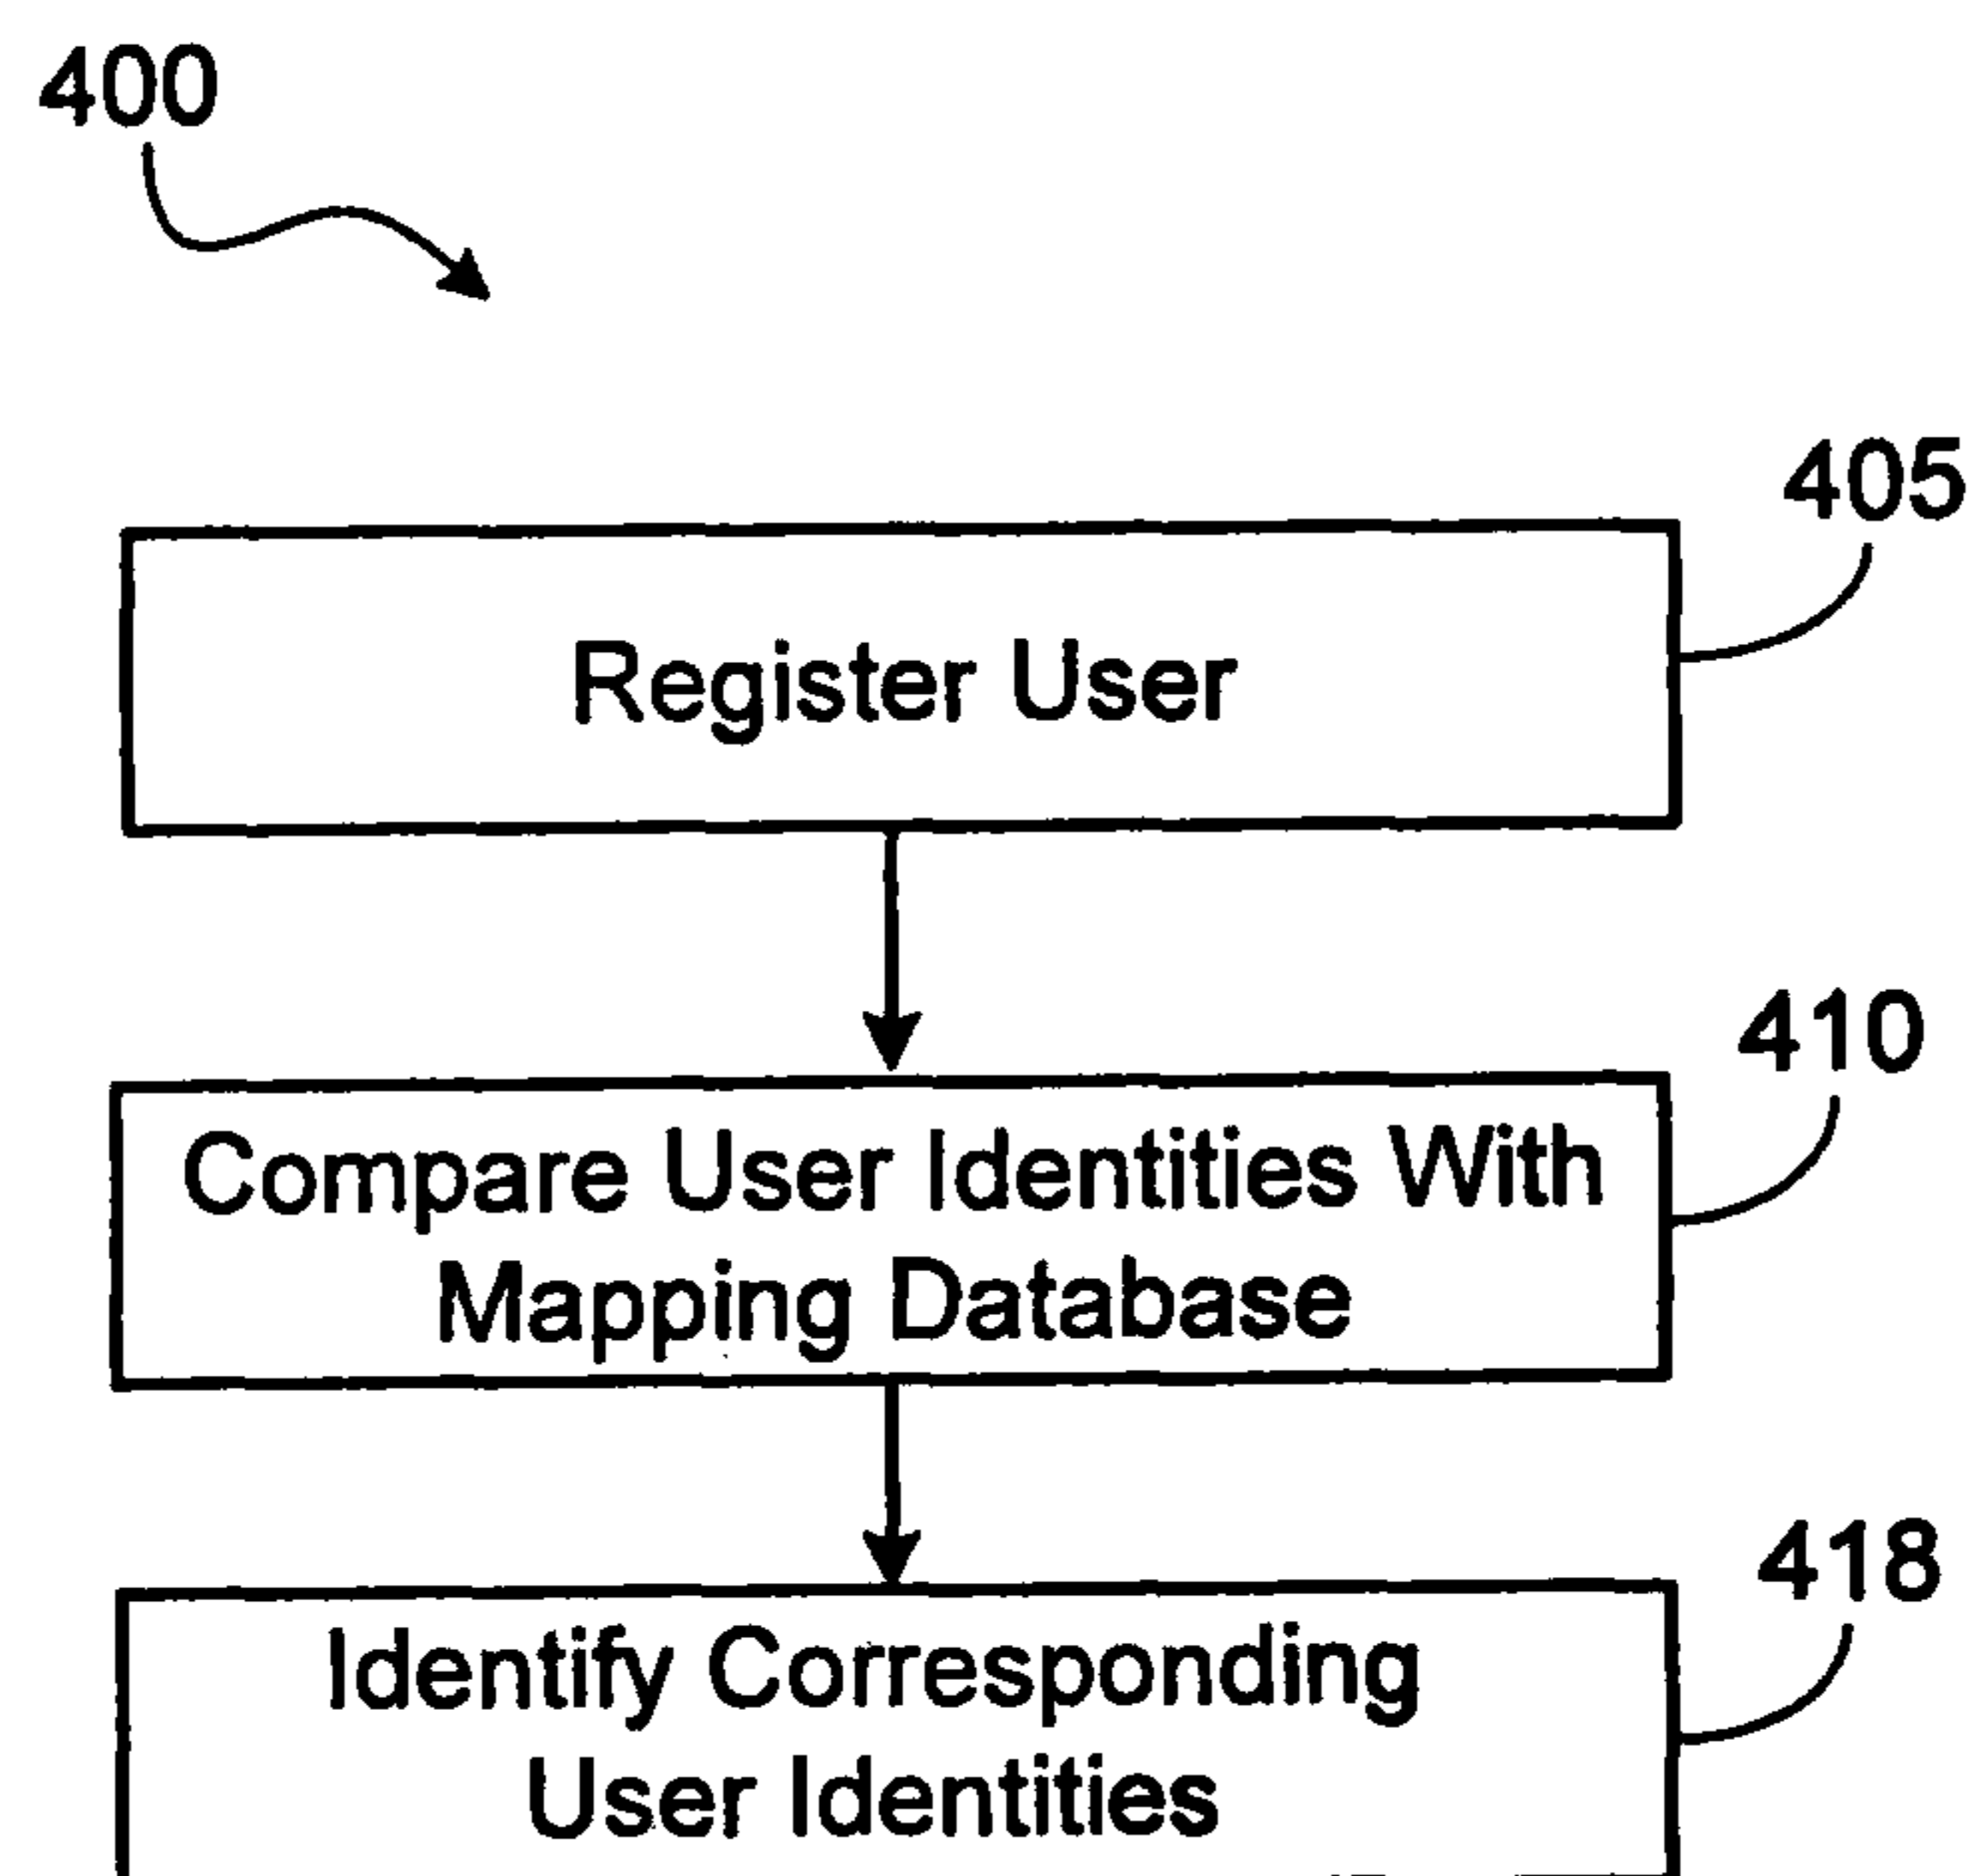 400
405
Register User
410
Compare User Identities With
Mapping Database
418
Identify Corresponding
User Identities